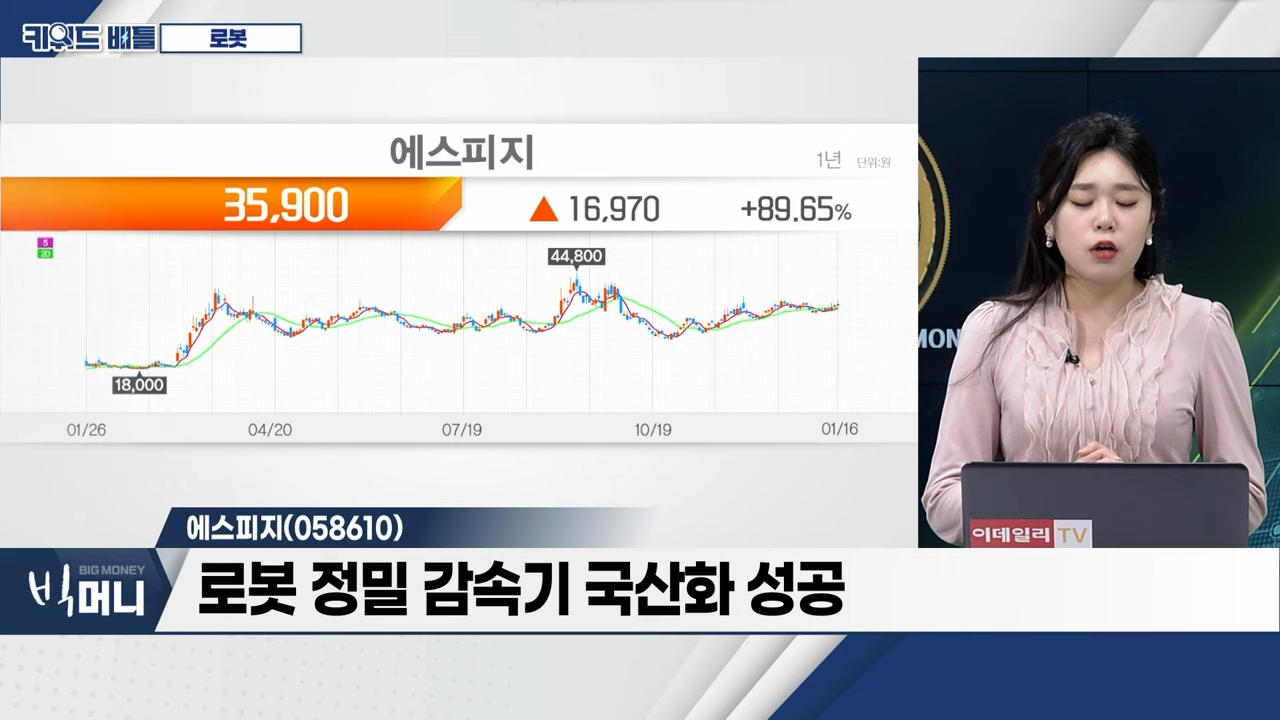 키워드 배틀
로봇
에스피지
1년 단위:원
35,900 ▲ 16,970 +89.65%
5
20
44,800
18,000
01/26 04/20 07/19 10/19 01/16
MON
에스피지(058610)
이데일리 TV
BIG MONEY
빅머니
로봇 정밀 감속기 국산화 성공